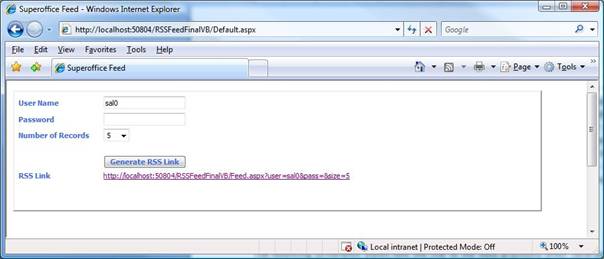 Superoffice Feed - Windows Internet Explorer
http://localhost:50804/RSSFeedFinalVB/Default.aspx
Google
File Edit View Favorites Tools Help
Superoffice Feed
Page Tools
User Name sal0
Password
Number of Records 5
Generate RSS Link
RSS Link http://localhost:50804/RSSFeedFinalVB/Feed.aspx?user=sal0&pass=&size=5
Local intranet | Protected Mode: Off 100%